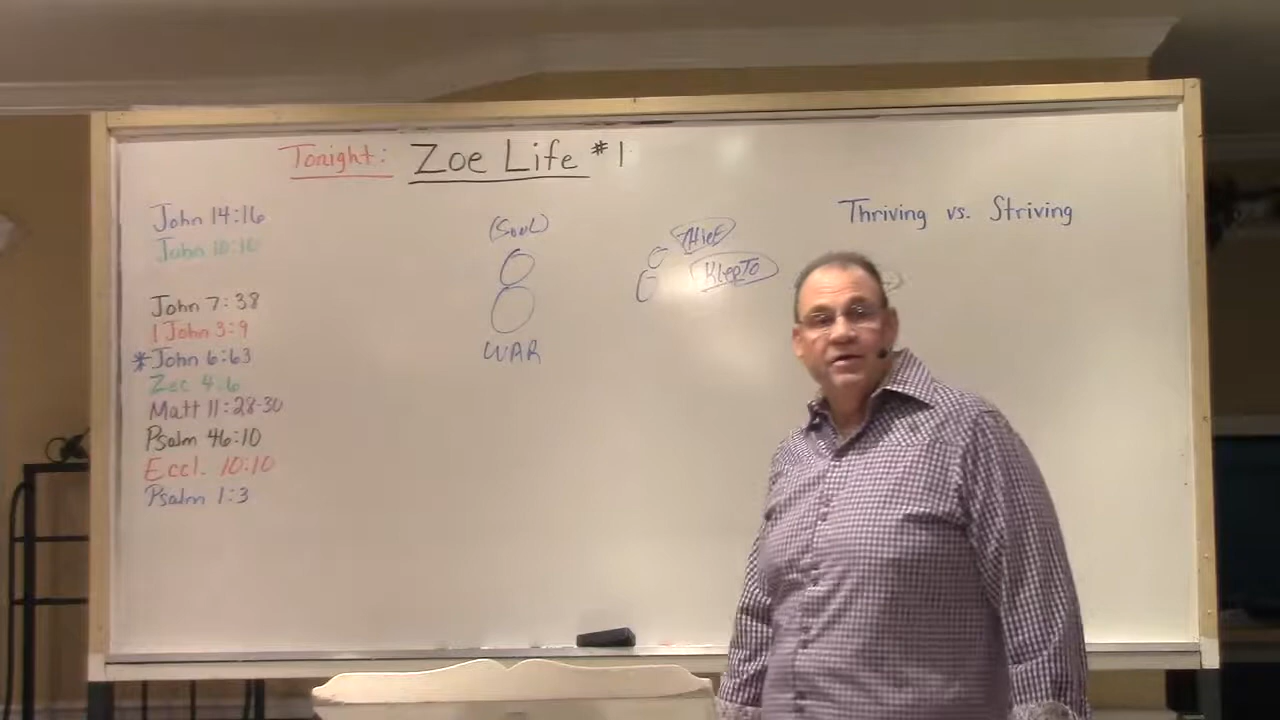 Tonight: Zoe Life #1
John 14:16
John 10:10
John 7:38
1 John 3:9
*John 6:63
Zec 4:6
Matt 11:28-30
Psalm 46:10
Eccl. 10:10
Psalm 1:3
(SouL)
WAR
THieF
KlepTo
Thriving vs. Striving